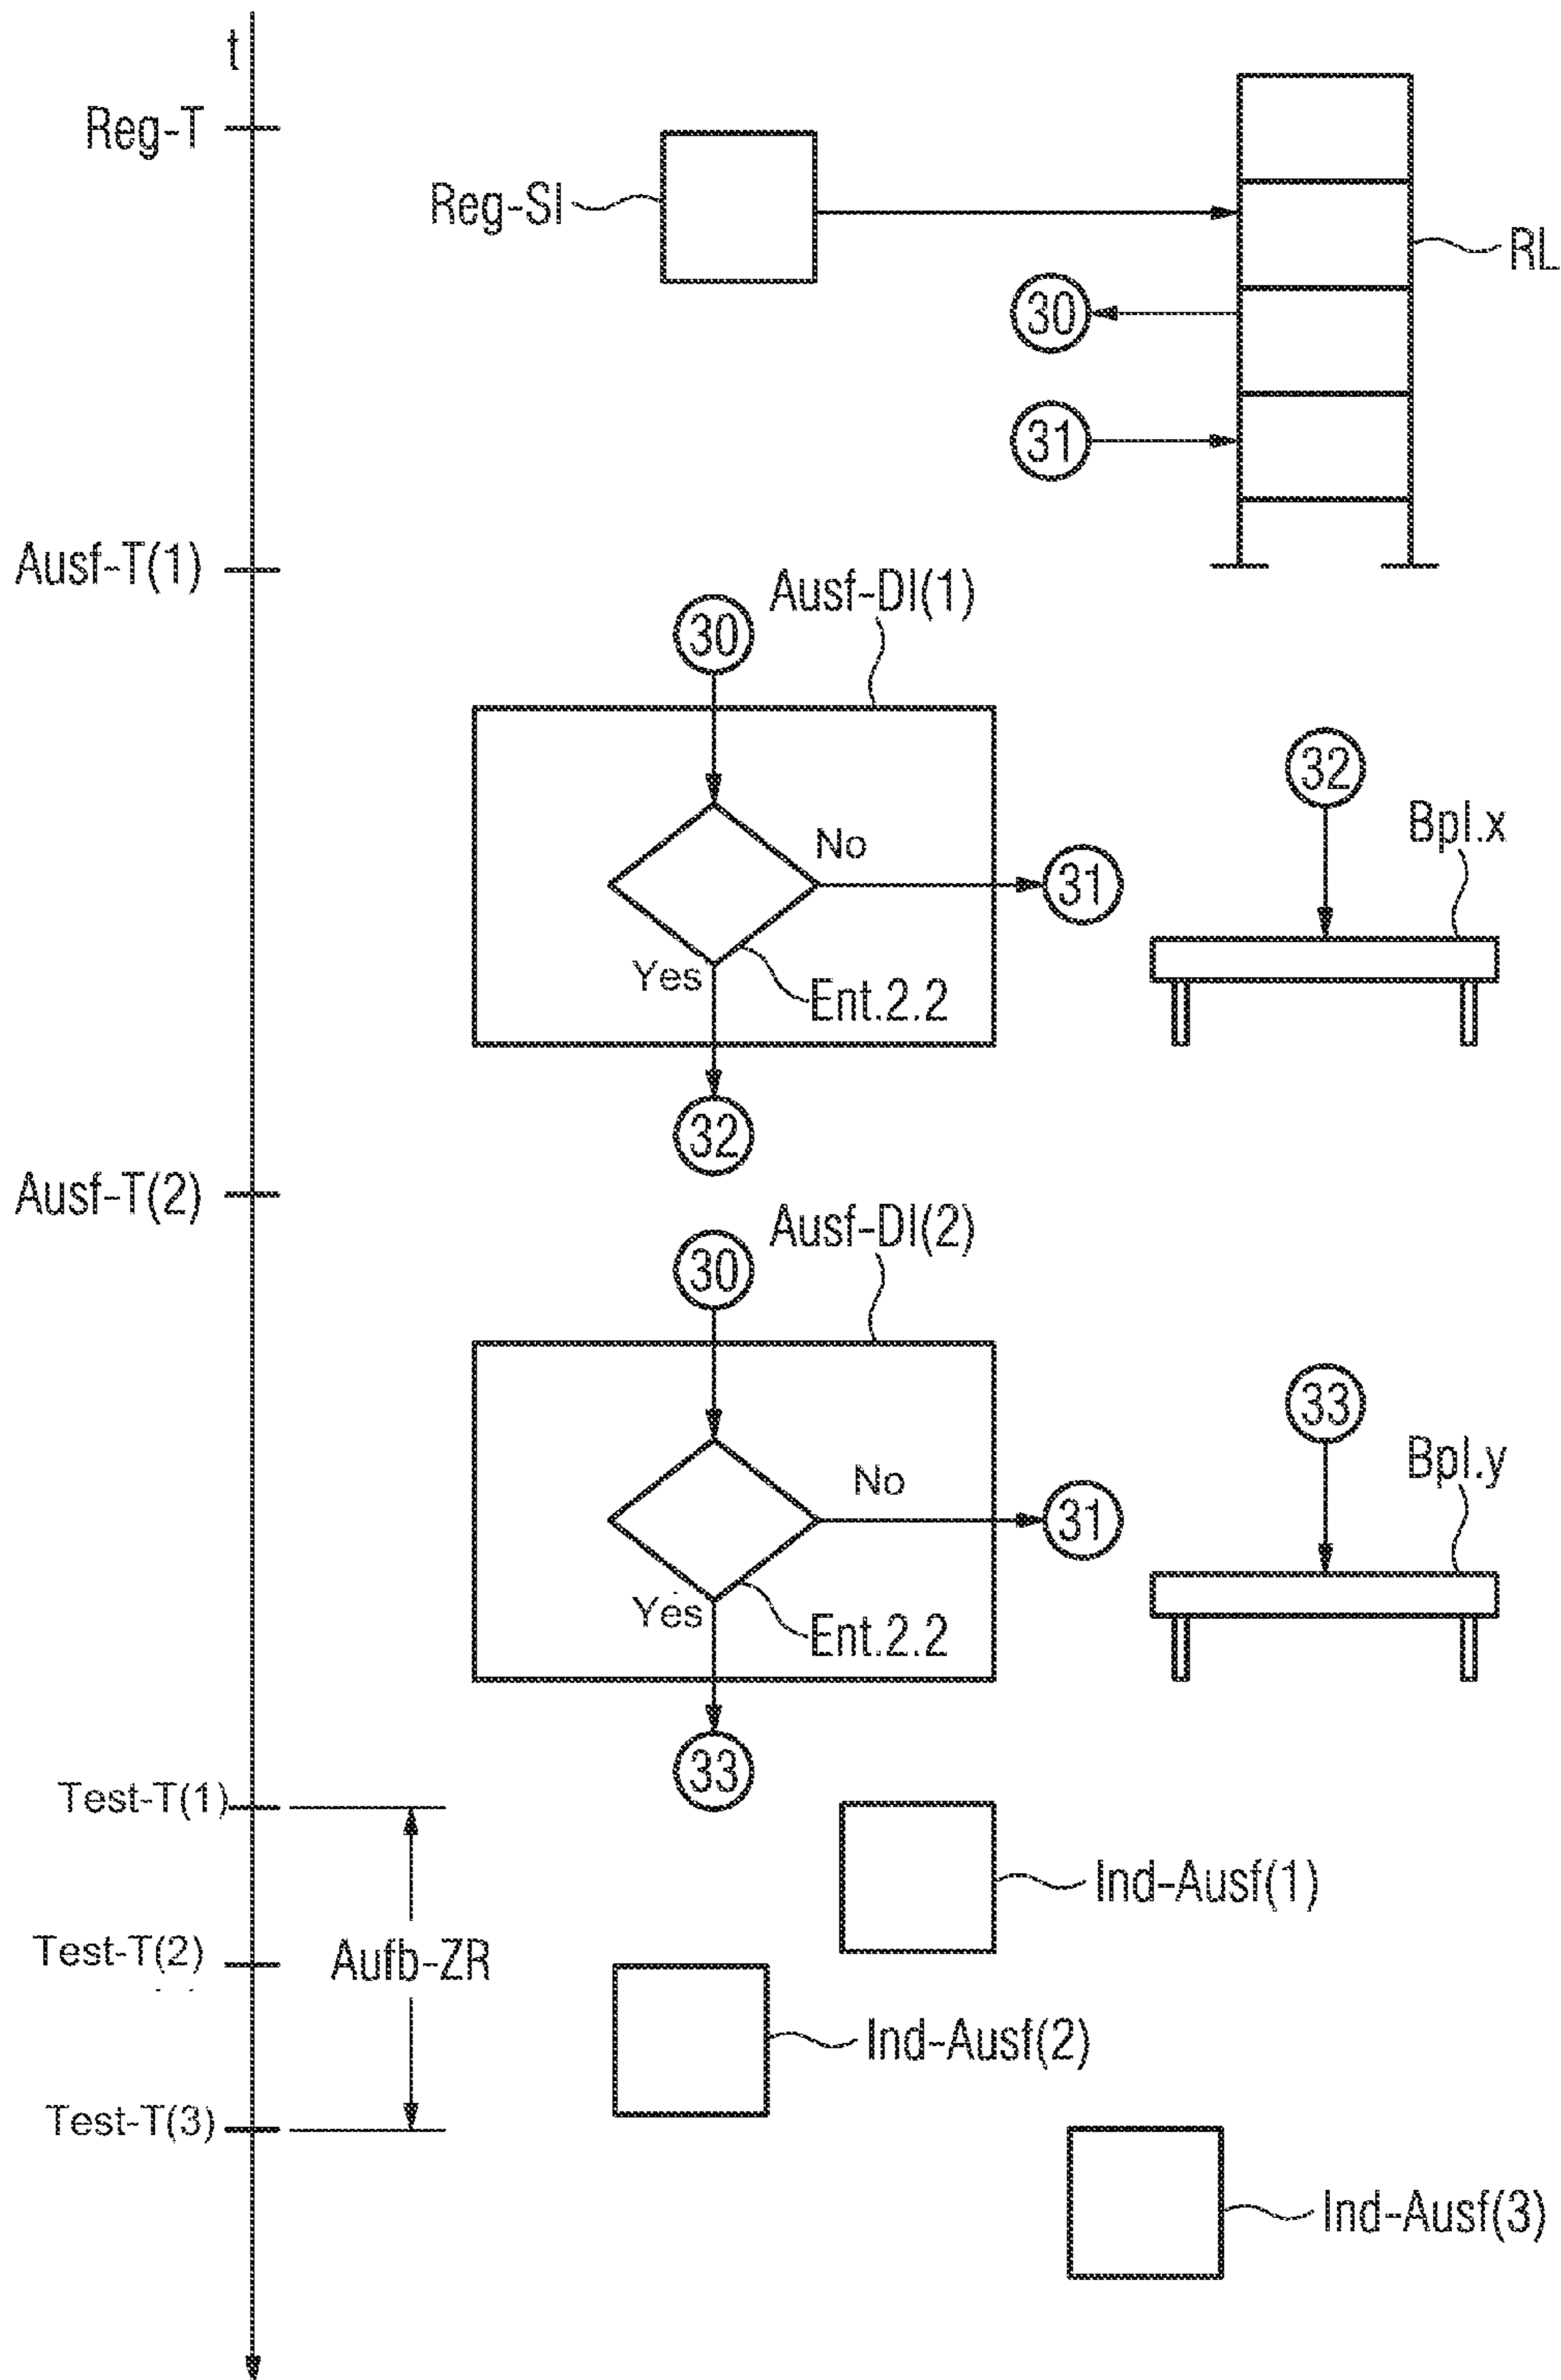 t
Reg-T
Reg-SI
RL
30
31
Ausf-T(1)
Ausf-DI(1)
30
32
Bpl.x
No
31
Yes
Ent.2.2
32
Ausf-T(2)
Ausf-DI(2)
30
33
Bpl.y
No
31
Yes
Ent.2.2
33
Test-T(1)
Ind-Ausf(1)
Test-T(2)
Aufb-ZR
Ind-Ausf(2)
Test-T(3)
Ind-Ausf(3)